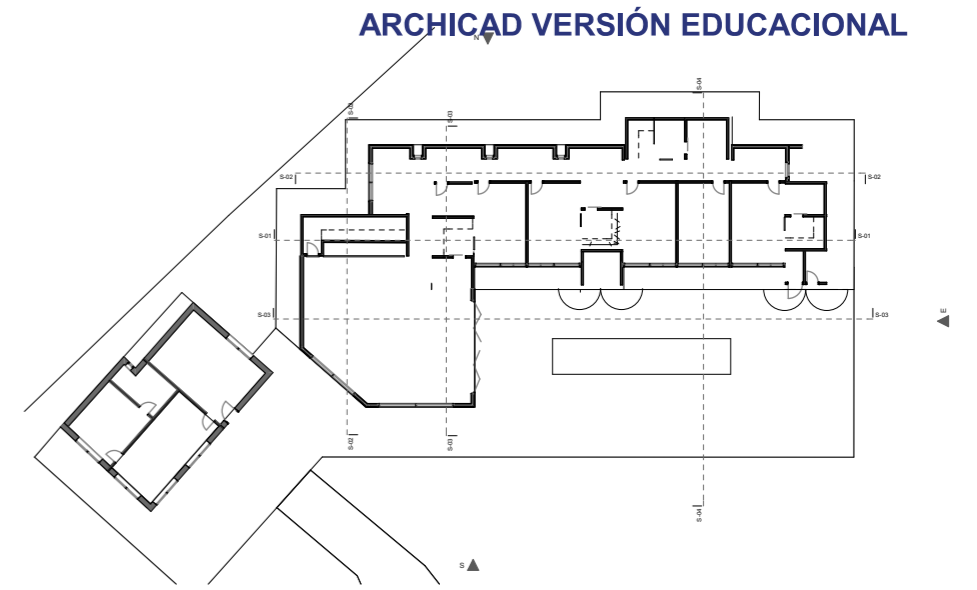 ARCHICAD VERSIÓN EDUCACIONAL
N
S-04
S-02
S-03
S-02
S-02
S-01
S-01
S-03
S-03
E
S-02
S-03
S-04
S